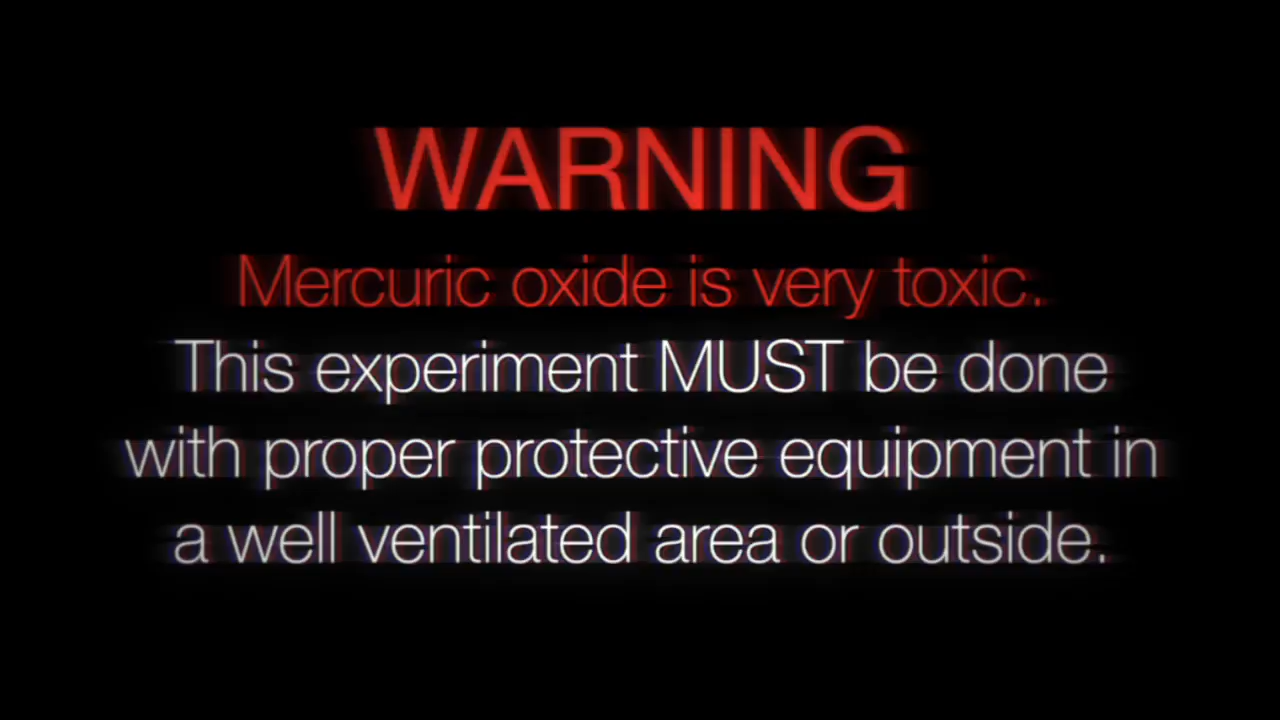 WARNING
Mercuric oxide is very toxic.
This experiment MUST be done
with proper protective equipment in
a well ventilated area or outside.